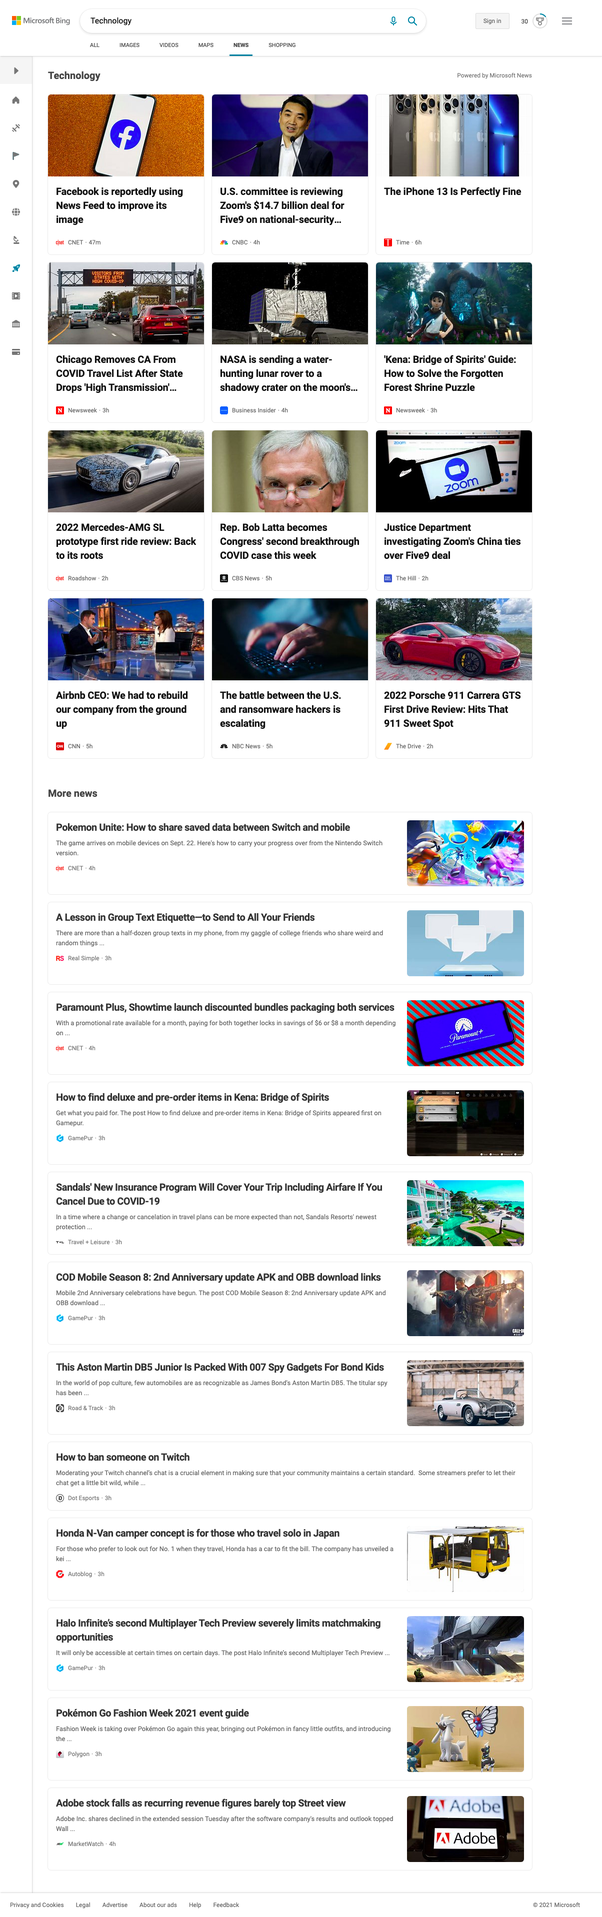 Microsoft Bing
Technology
Sign in
30
ALL IMAGES VIDEOS MAPS NEWS SHOPPING
Technology
Powered by Microsoft News
Facebook is reportedly using
News Feed to improve its
image
CNET · 47m
U.S. committee is reviewing
Zoom's $14.7 billion deal for
Five9 on national-security...
CNBC · 4h
The iPhone 13 Is Perfectly Fine
Time · 6h
VISITORS FROM
STATES WITH
HIGH COVID-19
Chicago Removes CA From
COVID Travel List After State
Drops 'High Transmission'...
Newsweek · 3h
NASA is sending a water-
hunting lunar rover to a
shadowy crater on the moon's...
Business Insider · 4h
'Kena: Bridge of Spirits' Guide:
How to Solve the Forgotten
Forest Shrine Puzzle
Newsweek · 3h
2022 Mercedes-AMG SL
prototype first ride review: Back
to its roots
Roadshow · 2h
Rep. Bob Latta becomes
Congress' second breakthrough
COVID case this week
CBS News · 5h
zoom
zoom
Justice Department
investigating Zoom's China ties
over Five9 deal
The Hill · 2h
Airbnb CEO: We had to rebuild
our company from the ground
up
CNN · 5h
The battle between the U.S.
and ransomware hackers is
escalating
NBC News · 5h
2022 Porsche 911 Carrera GTS
First Drive Review: Hits That
911 Sweet Spot
The Drive · 2h
More news
Pokemon Unite: How to share saved data between Switch and mobile
The game arrives on mobile devices on Sept. 22. Here's how to carry your progress over from the Nintendo Switch
version.
CNET · 4h
A Lesson in Group Text Etiquette—to Send to All Your Friends
There are more than a half-dozen group texts in my phone, from my gaggle of college friends who share weird and
random things ...
RS Real Simple · 3h
Paramount Plus, Showtime launch discounted bundles packaging both services
With a promotional rate available for a month, paying for both together locks in savings of $6 or $8 a month depending
on ...
CNET · 4h
Paramount+
How to find deluxe and pre-order items in Kena: Bridge of Spirits
Get what you paid for. The post How to find deluxe and pre-order items in Kena: Bridge of Spirits appeared first on
Gamepur.
GamePur · 3h
Sandals' New Insurance Program Will Cover Your Trip Including Airfare If You
Cancel Due to COVID-19
In a time where a change or cancelation in travel plans can be more expected than not, Sandals Resorts' newest
protection ...
Travel + Leisure · 3h
COD Mobile Season 8: 2nd Anniversary update APK and OBB download links
Mobile 2nd Anniversary celebrations have begun. The post COD Mobile Season 8: 2nd Anniversary update APK and
OBB download ...
GamePur · 3h
This Aston Martin DB5 Junior Is Packed With 007 Spy Gadgets For Bond Kids
In the world of pop culture, few automobiles are as recognizable as James Bond's Aston Martin DB5. The titular spy
has been ...
Road & Track · 3h
How to ban someone on Twitch
Moderating your Twitch channel's chat is a crucial element in making sure that your community maintains a certain standard. Some streamers prefer to let their
chat get a little bit wild, while ...
Dot Esports · 3h
Honda N-Van camper concept is for those who travel solo in Japan
For those who prefer to look out for No. 1 when they travel, Honda has a car to fit the bill. The company has unveiled a
kei ...
Autoblog · 3h
Halo Infinite's second Multiplayer Tech Preview severely limits matchmaking
opportunities
It will only be accessible at certain times on certain days. The post Halo Infinite's second Multiplayer Tech Preview ...
GamePur · 3h
Pokémon Go Fashion Week 2021 event guide
Fashion Week is taking over Pokémon Go again this year, bringing out Pokémon in fancy little outfits, and introducing
the ...
Polygon · 3h
Adobe stock falls as recurring revenue figures barely top Street view
Adobe Inc. shares declined in the extended session Tuesday after the software company's results and outlook topped
Wall ...
MarketWatch · 4h
Adobe
Adobe
Privacy and Cookies Legal Advertise About our ads Help Feedback
© 2021 Microsoft